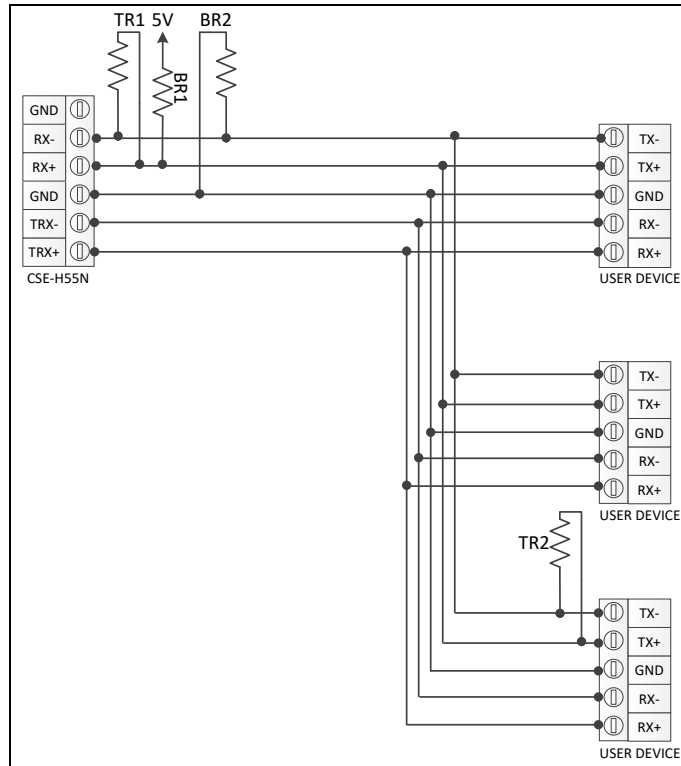 TR1 5V BR2
BR1
GND
RX-
RX+
GND
TRX-
TRX+
CSE-H55N
TX-
TX+
GND
RX-
RX+
USER DEVICE
TX-
TX+
GND
RX-
RX+
USER DEVICE
TR2
TX-
TX+
GND
RX-
RX+
USER DEVICE